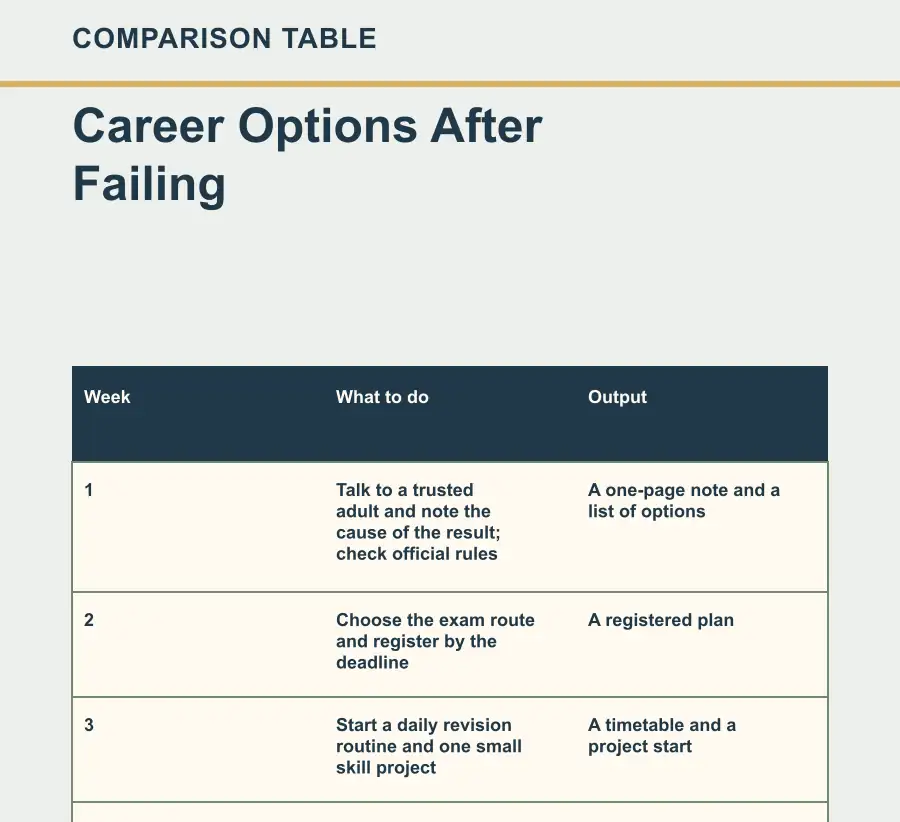 COMPARISON TABLE
Career Options After
Failing
Week
What to do
Output
1
Talk to a trusted
adult and note the
cause of the result;
check official rules
A one-page note and a
list of options
2
Choose the exam route
and register by the
deadline
A registered plan
3
Start a daily revision
routine and one small
skill project
A timetable and a
project start